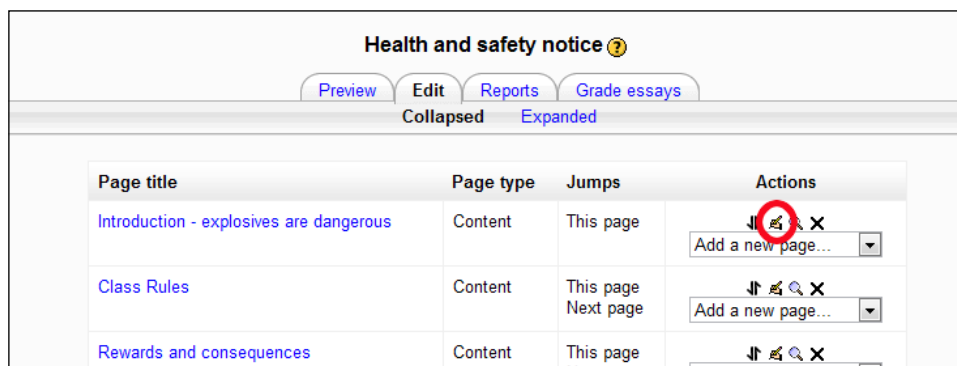 Health and safety notice ?
Preview Edit Reports Grade essays
Collapsed Expanded
Page title Page type Jumps Actions
Introduction - explosives are dangerous Content This page
Add a new page...
Class Rules Content This page
Next page Add a new page...
Rewards and consequences Content This page